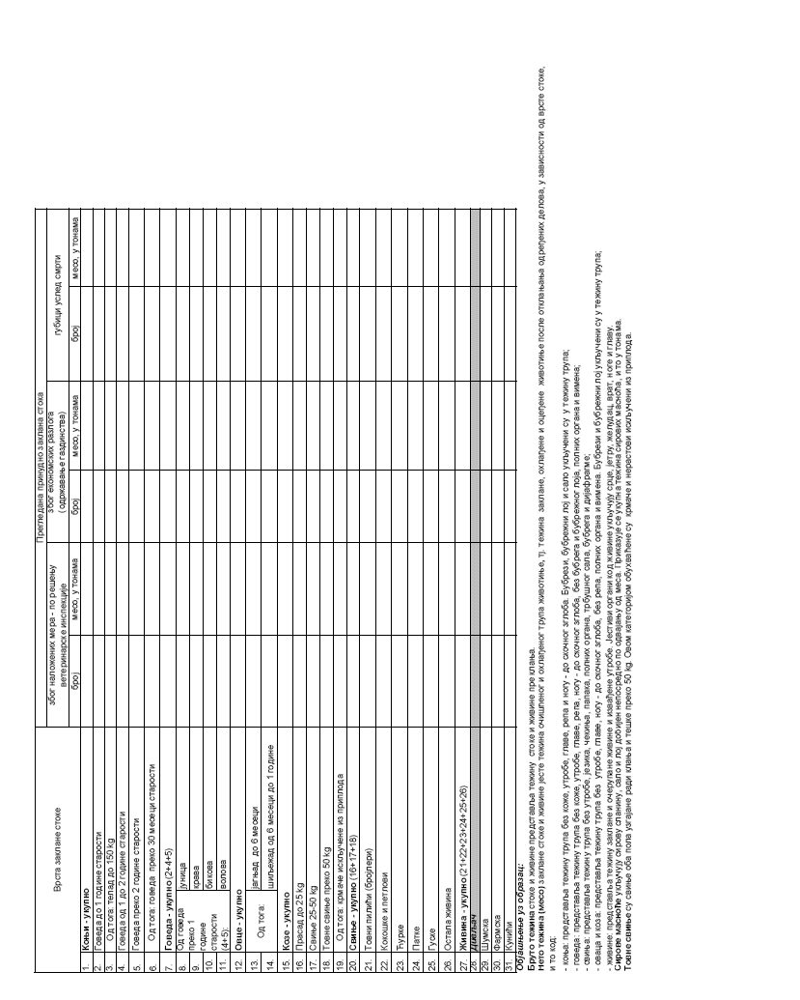 Врста заклане стоке
Прегледана принудно заклана стока
због наложених мера - по решењу
ветеринарске инспекције
због економских разлога
(одржавање газдинства)
губици услед смрти
број
месо, у тонама
број
месо, у тонама
број
месо, у тонама
1. Коњи - укупно
2. Говеда до 1 године старости
3. Од тога: телад до 150 kg
4. Говеда од 1 до 2 године старости
5. Говеда преко 2 године старости
6. Од тога: говеда преко 30 месеци старости
7. Говеда - укупно (2+4+5)
8. Од говеда
преко 1
године
старости
(4+5):
јуница
9. крава
10. бикова
11. волова
12. Овце - укупно
13. Од тога: јагњад до 6 месеци
14. шиљежад од 6 месеци до 1 године
15. Козе - укупно
16. Прасад до 25 kg
17. Свиње 25-50 kg
18. Товне свиње преко 50 kg
19. Од тога: крмаче искључене из приплода
20. Свиње - укупно (16+17+18)
21. Товни пилићи (бројлери)
22. Кокошке и петлови
23. Ћурке
24. Патке
25. Гуске
26. Остала живина
27. Живина - укупно (21+22+23+24+25+26)
28. Дивљач
29. Шумска
30. Фармска
31. Кунићи
Објашњење уз образац:
Бруто тежина стоке и живине представља тежину стоке и живине пре клања.
Нето тежина (месо) заклане стоке и живине јесте тежина очишћеног и охлађеног трупа животиње, тј. тежина заклане, охлађене и оцеђене животиње после отклањања одређених делова, у зависности од врсте стоке,
и то код:
- коња: представља тежину трупа без коже, утробе, главе, репа и ногу - до скочног зглоба. Бубрези, бубрежни лој и сало укључени су у тежину трупа;
- говеда: представља тежину трупа без коже, утробе, главе, репа, ногу - до скочног зглоба, без бубрега и бубрежног лоја, полних органа и вимена;
- свиња: представља тежину трупа без утробе, језика, чекиња, папака, полних органа, трбушног сала, бубрега и дијафрагме;
- оваца и коза: представља тежину трупа без утробе, главе, ногу - до скочног зглоба, без репа, полних органа и вимена. Бубрези и бубрежни лој укључени су у тежину трупа;
- живине: представља тежину заклане и очерупане живине и извађене утробе. Јестиви органи код живине укључују срце, јетру, желудац, врат, ноге и главу.
Сирове масноће укључују сирову сланину, сало и лој добијен непосредно по одвајању од меса. Приказује се укупна тежина сирових масноћа, и то у тонама.
Товне свиње су свиње оба пола узгајане ради клања и тешке преко 50 kg. Овом категоријом обухваћене су крмаче и нерастови искључени из приплода.